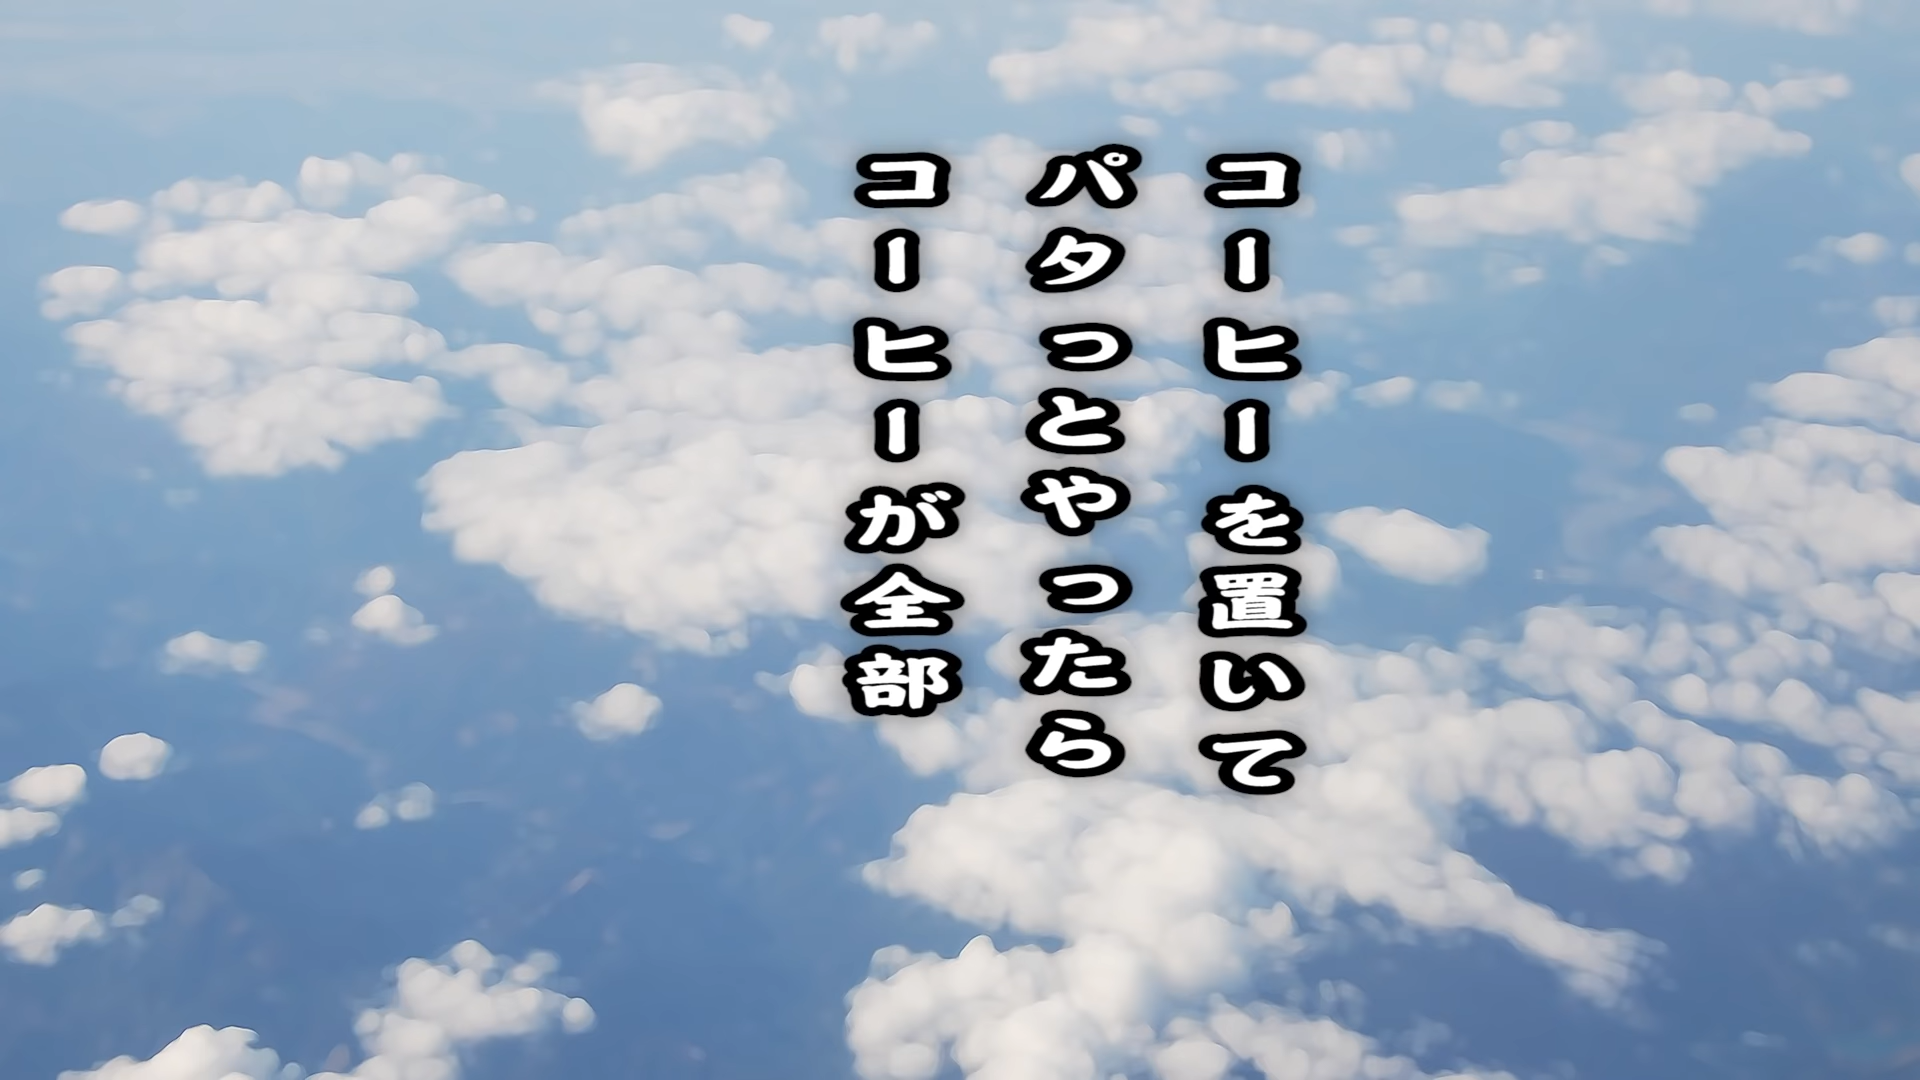 コーヒーを置いて
パタっとやったら
コーヒーが全部